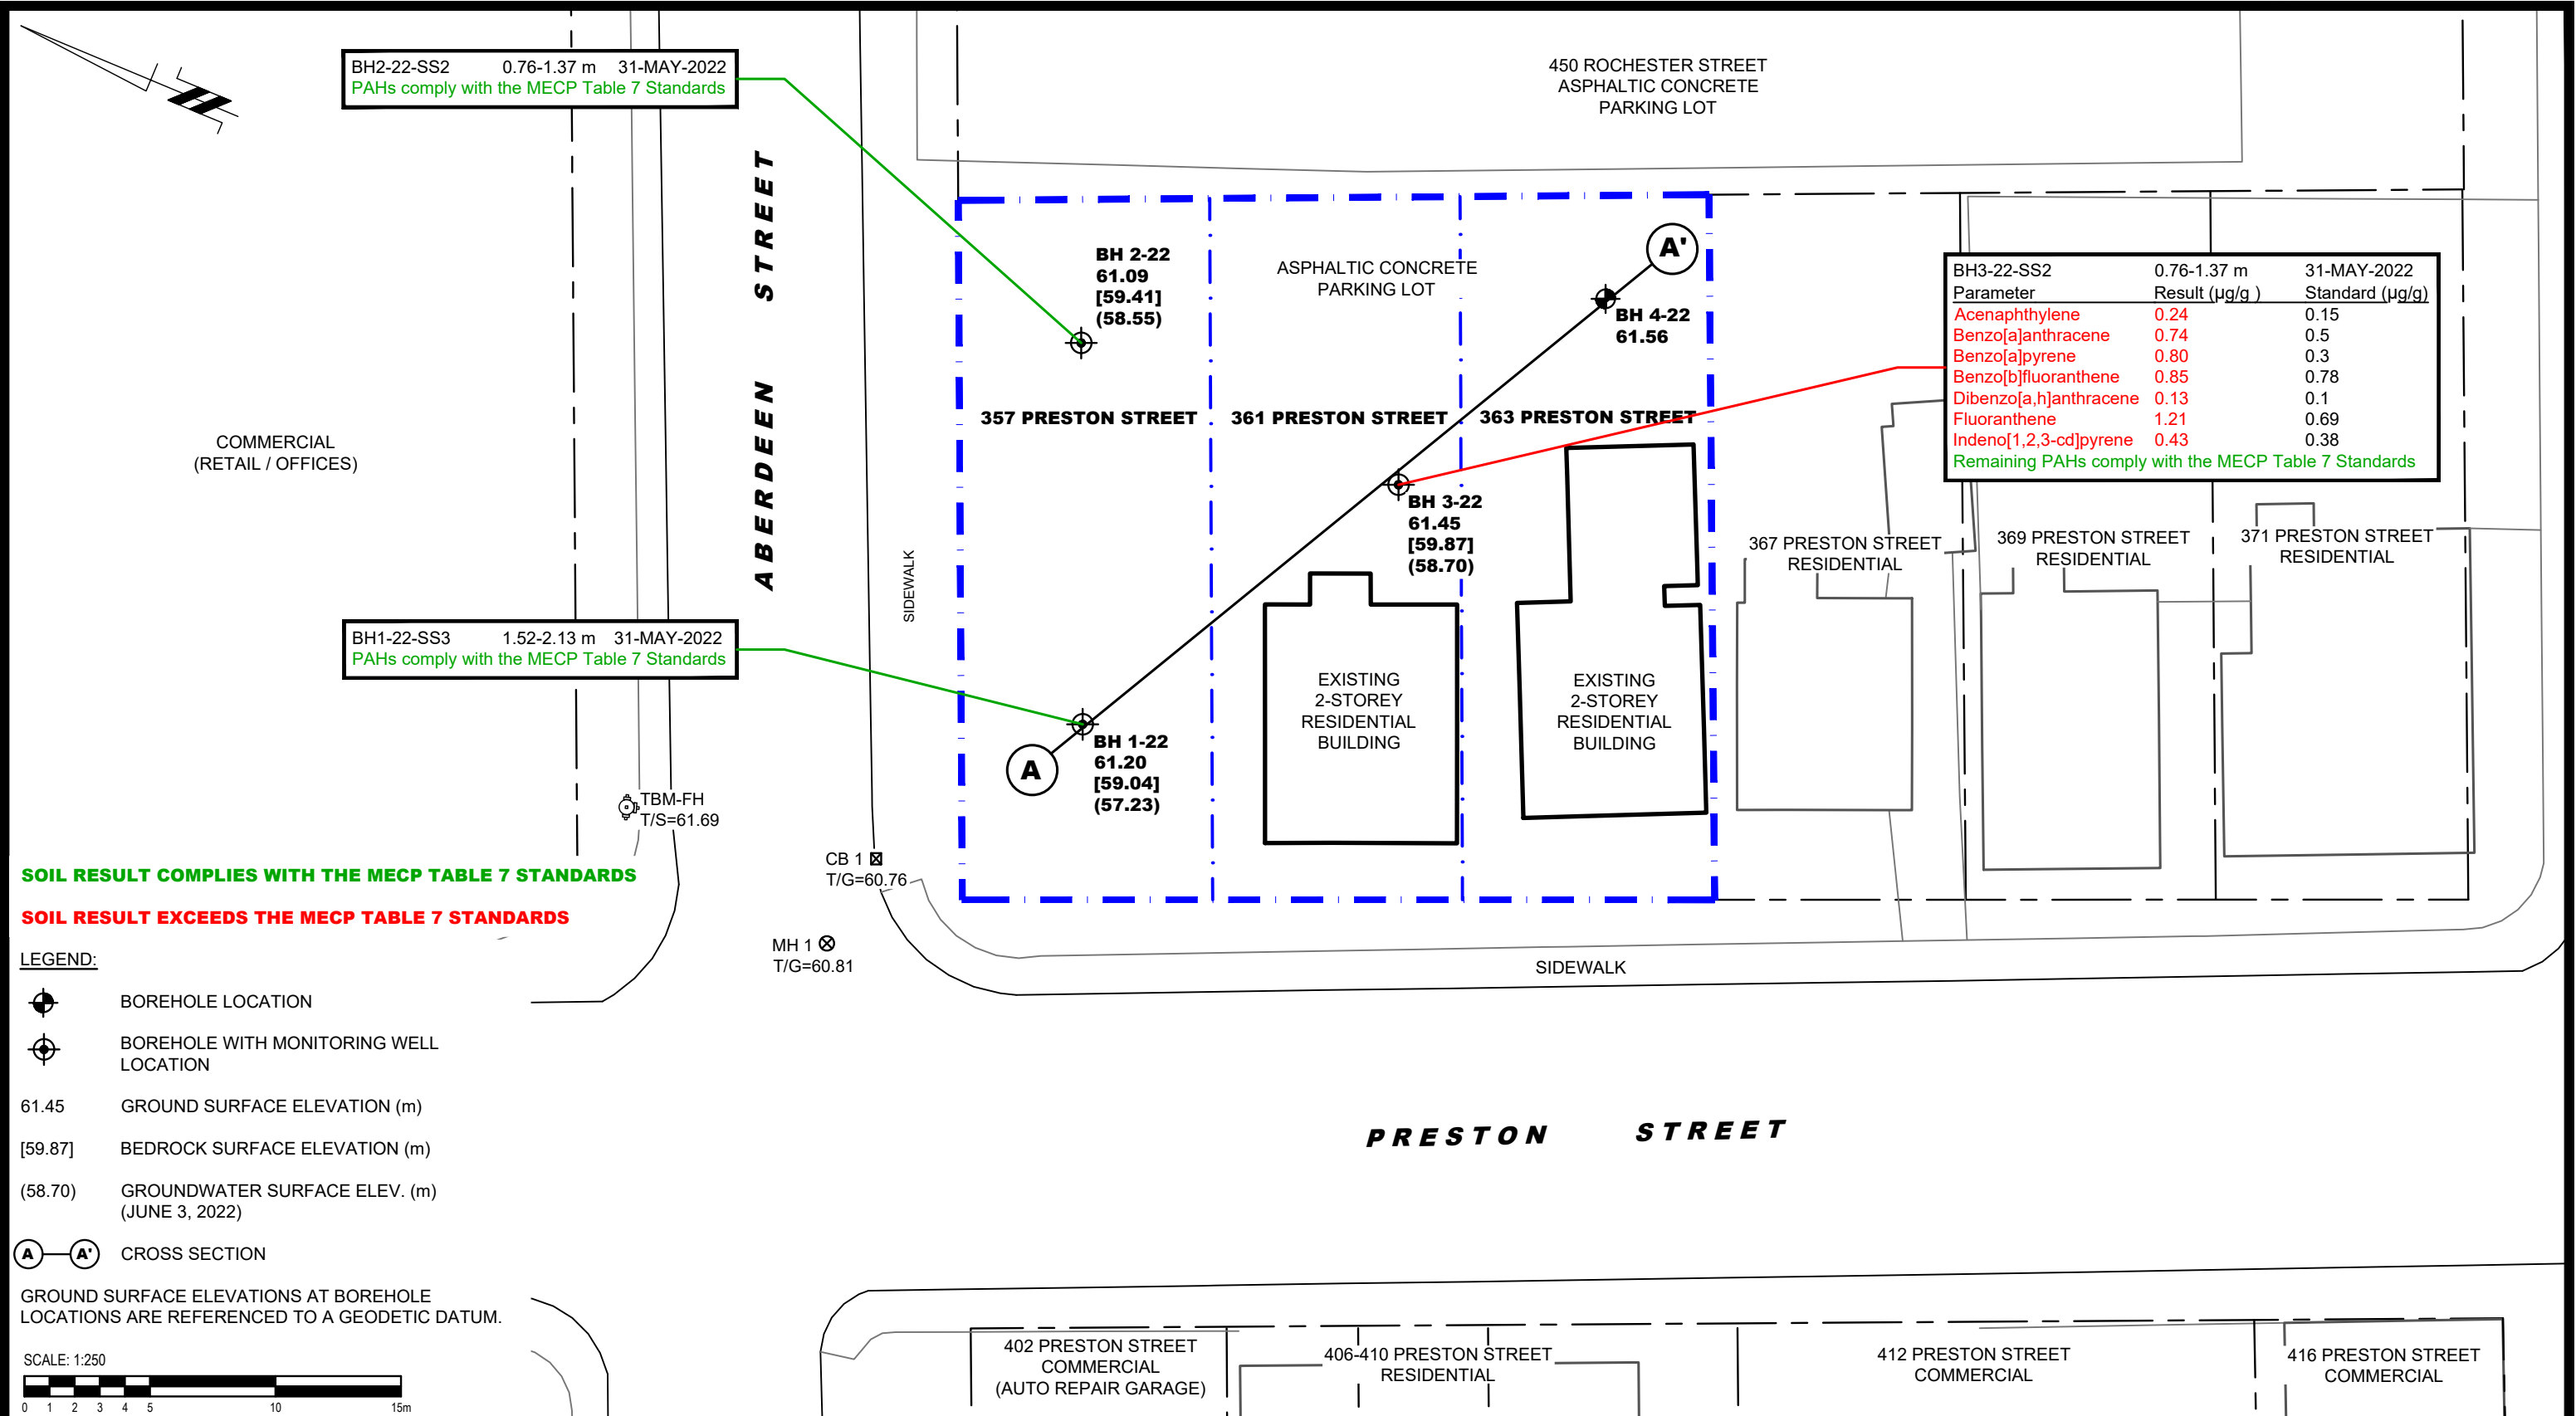 BH2-22-SS2 0.76-1.37 m 31-MAY-2022
PAHs comply with the MECP Table 7 Standards
450 ROCHESTER STREET
ASPHALTIC CONCRETE
PARKING LOT
ABERDEEN STREET
BH 2-22
61.09
[59.41]
(58.55)
ASPHALTIC CONCRETE
PARKING LOT
A'
BH 4-22
61.56
BH3-22-SS2 0.76-1.37 m 31-MAY-2022
Parameter Result (µg/g ) Standard (µg/g)
Acenaphthylene 0.24 0.15
Benzo[a]anthracene 0.74 0.5
Benzo[a]pyrene 0.80 0.3
Benzo[b]fluoranthene 0.85 0.78
Dibenzo[a,h]anthracene 0.13 0.1
Fluoranthene 1.21 0.69
Indeno[1,2,3-cd]pyrene 0.43 0.38
Remaining PAHs comply with the MECP Table 7 Standards
357 PRESTON STREET
361 PRESTON STREET
363 PRESTON STREET
COMMERCIAL
(RETAIL / OFFICES)
BH 3-22
61.45
[59.87]
(58.70)
SIDEWALK
367 PRESTON STREET
RESIDENTIAL
369 PRESTON STREET
RESIDENTIAL
371 PRESTON STREET
RESIDENTIAL
BH1-22-SS3 1.52-2.13 m 31-MAY-2022
PAHs comply with the MECP Table 7 Standards
A
BH 1-22
61.20
[59.04]
(57.23)
EXISTING
2-STOREY
RESIDENTIAL
BUILDING
EXISTING
2-STOREY
RESIDENTIAL
BUILDING
TBM-FH
T/S=61.69
CB 1
T/G=60.76
MH 1
T/G=60.81
SIDEWALK
PRESTON STREET
SOIL RESULT COMPLIES WITH THE MECP TABLE 7 STANDARDS
SOIL RESULT EXCEEDS THE MECP TABLE 7 STANDARDS
LEGEND:
BOREHOLE LOCATION
BOREHOLE WITH MONITORING WELL
LOCATION
61.45 GROUND SURFACE ELEVATION (m)
[59.87] BEDROCK SURFACE ELEVATION (m)
(58.70) GROUNDWATER SURFACE ELEV. (m)
(JUNE 3, 2022)
A A' CROSS SECTION
GROUND SURFACE ELEVATIONS AT BOREHOLE
LOCATIONS ARE REFERENCED TO A GEODETIC DATUM.
SCALE: 1:250
0 1 2 3 4 5 10 15m
402 PRESTON STREET
COMMERCIAL
(AUTO REPAIR GARAGE)
406-410 PRESTON STREET
RESIDENTIAL
412 PRESTON STREET
COMMERCIAL
416 PRESTON STREET
COMMERCIAL